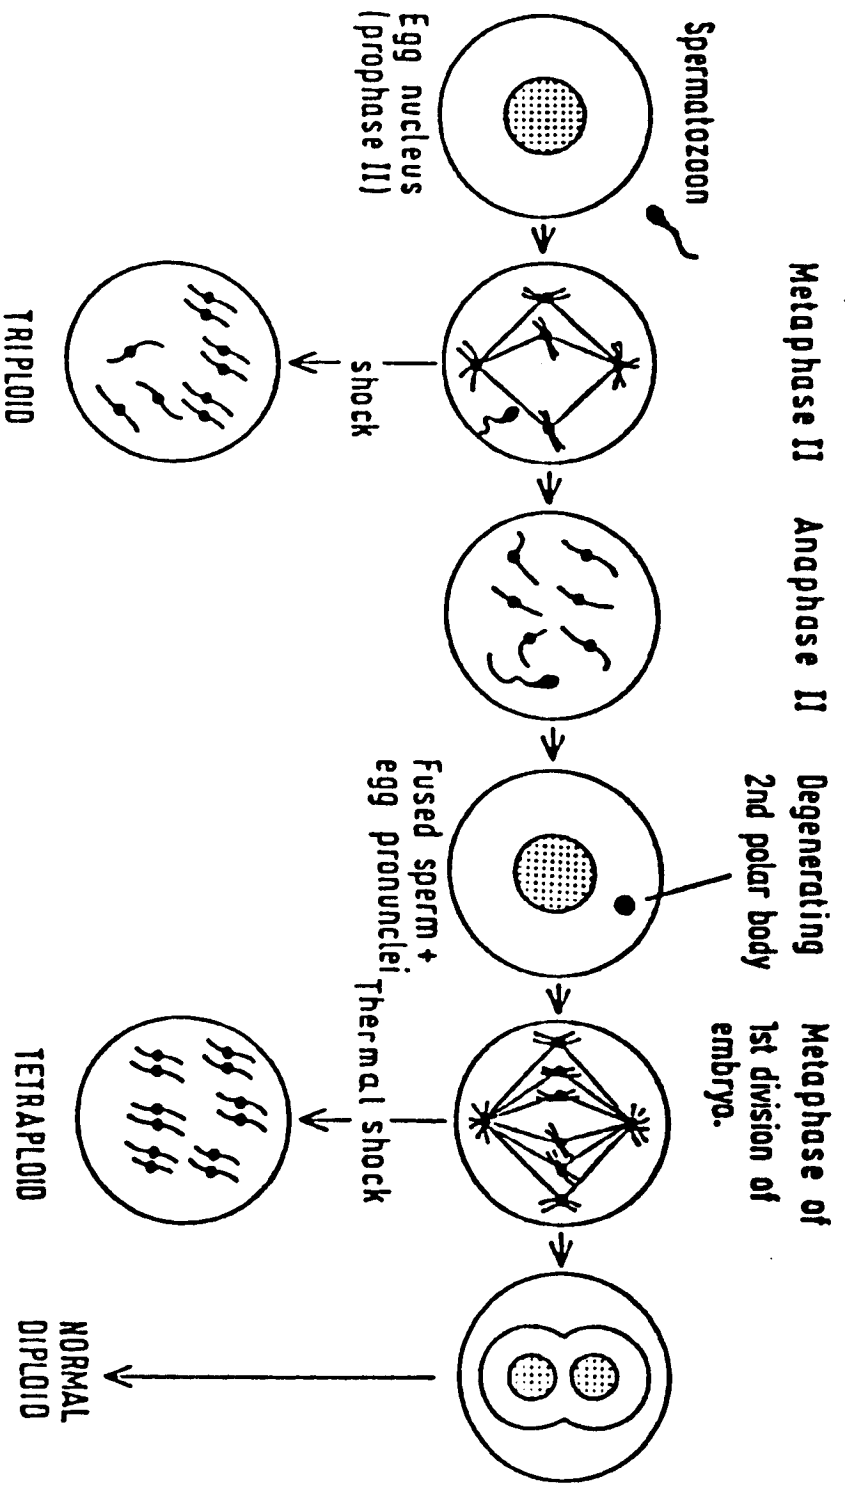 Spermatozoon
Egg nucleus
(prophase II)
Metaphase II
shock
TRIPLOID
Anaphase II
Degenerating
2nd polar body
Fused sperm +
egg pronunclei
Metaphase of
1st division of
embryo.
Thermal shock
TETRAPLOID
NORMAL
DIPLOID